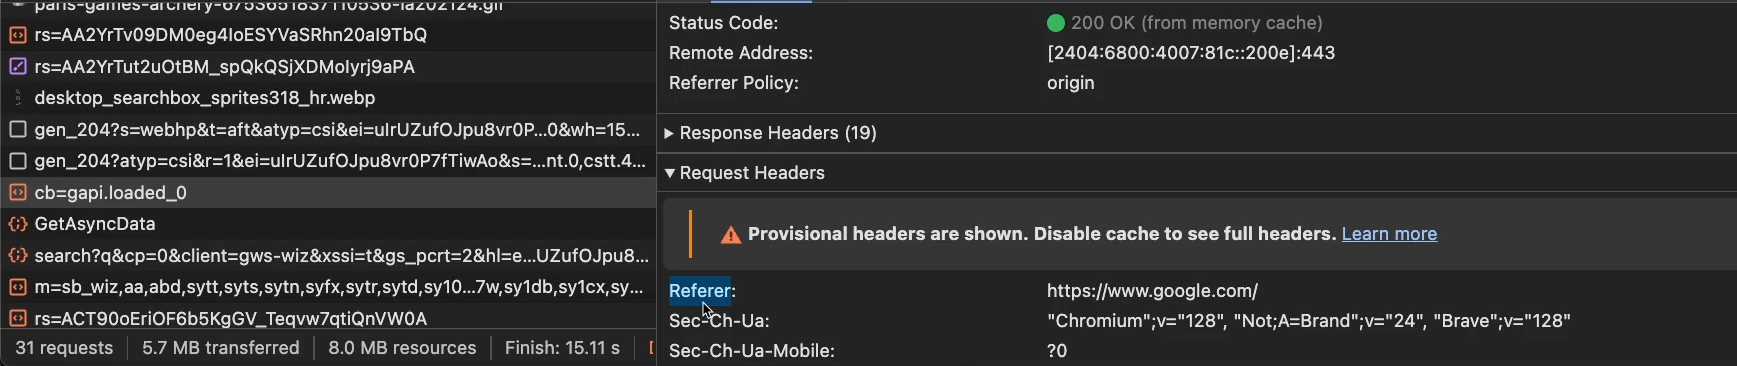 paris-games-archery-6753651837110536-la202124.gif
rs=AA2YrTv09DM0eg4IoESYVaSRhn20aI9TbQ
rs=AA2YrTut2uOtBM_spQkQSjXDMolyrj9aPA
desktop_searchbox_sprites318_hr.webp
gen_204?s=webhp&t=aft&atyp=csi&ei=ulrUZufOJpu8vr0P...0&wh=15...
gen_204?atyp=csi&r=1&ei=ulrUZufOJpu8vr0P7fTiwAo&s=...nt.0,cstt.4...
cb=gapi.loaded_0
GetAsyncData
search?q&cp=0&client=gws-wiz&xssi=t&gs_pcrt=2&hl=e...UZufOJpu8...
m=sb_wiz,aa,abd,sytt,syts,sytn,syfx,sytr,sytd,sy10...7w,sy1db,sy1cx,sy...
rs=ACT90oEriOF6b5KgGV_Teqvw7qtiQnVW0A
31 requests 5.7 MB transferred 8.0 MB resources Finish: 15.11 s
Status Code: 200 OK (from memory cache)
Remote Address: [2404:6800:4007:81c::200e]:443
Referrer Policy: origin
Response Headers (19)
Request Headers
Provisional headers are shown. Disable cache to see full headers. Learn more
Referer: https://www.google.com/
Sec-Ch-Ua: "Chromium";v="128", "Not;A=Brand";v="24", "Brave";v="128"
Sec-Ch-Ua-Mobile: ?0